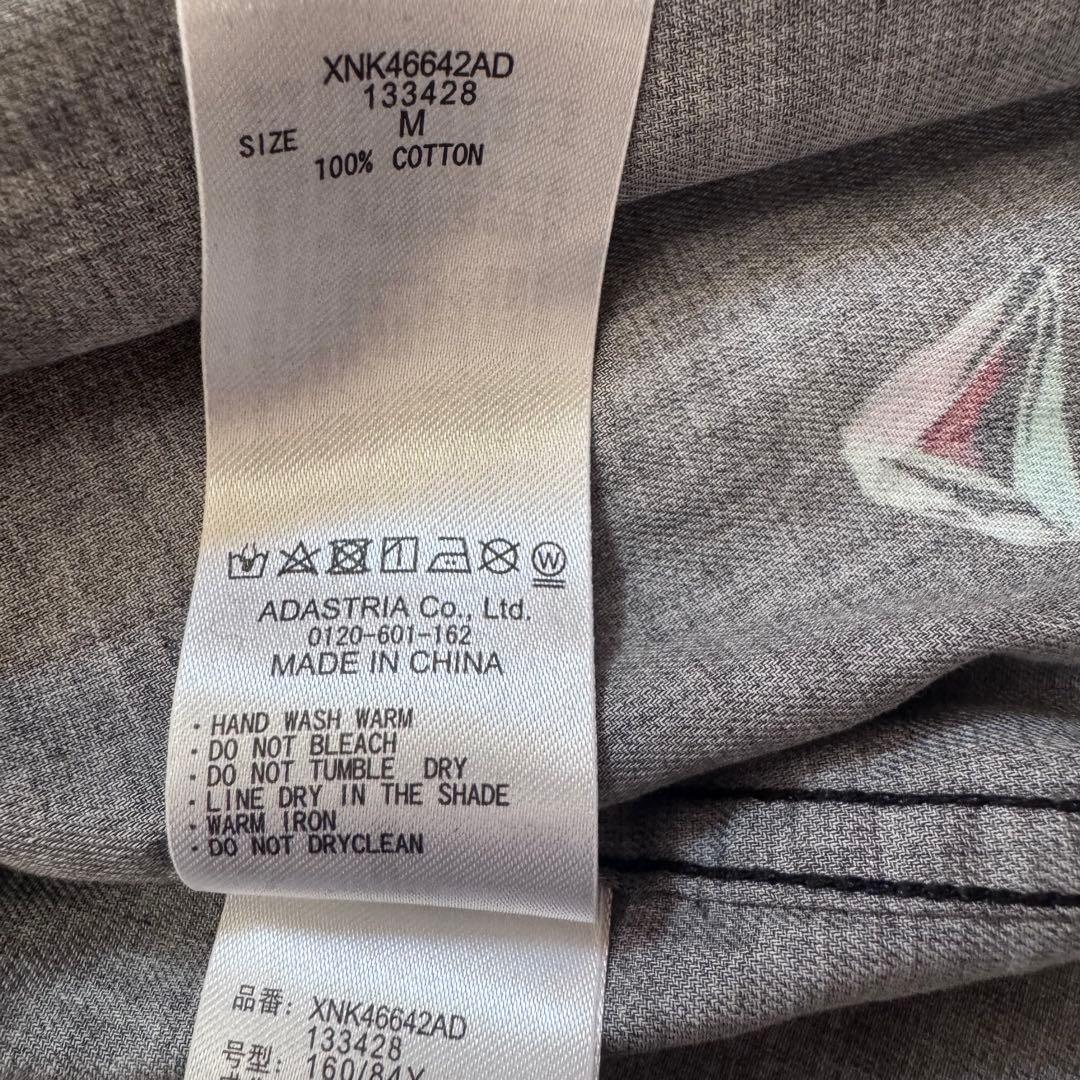 XNK46642AD
133428
SIZE M
100% COTTON
W
ADASTRIA Co., Ltd.
0120-601-162
MADE IN CHINA
· HAND WASH WARM
· DO NOT BLEACH
· DO NOT TUMBLE DRY
· LINE DRY IN THE SHADE
· WARM IRON
· DO NOT DRYCLEAN
品番: XNK46642AD
133428
号型: 160/84Y